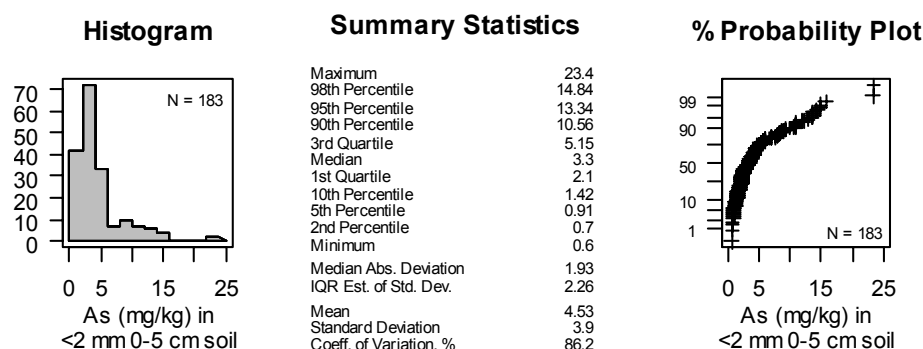 Histogram
70
60
50
40
30
20
10
0
N = 183
0 5 15 25
As (mg/kg) in
<2 mm 0-5 cm soil
Summary Statistics
Maximum 23.4
98th Percentile 14.84
95th Percentile 13.34
90th Percentile 10.56
3rd Quartile 5.15
Median 3.3
1st Quartile 2.1
10th Percentile 1.42
5th Percentile 0.91
2nd Percentile 0.7
Minimum 0.6
Median Abs. Deviation 1.93
IQR Est. of Std. Dev. 2.26
Mean 4.53
Standard Deviation 3.9
Coeff. of Variation, % 86.2
% Probability Plot
99
90
50
10
1
N = 183
0 5 15 25
As (mg/kg) in
<2 mm 0-5 cm soil